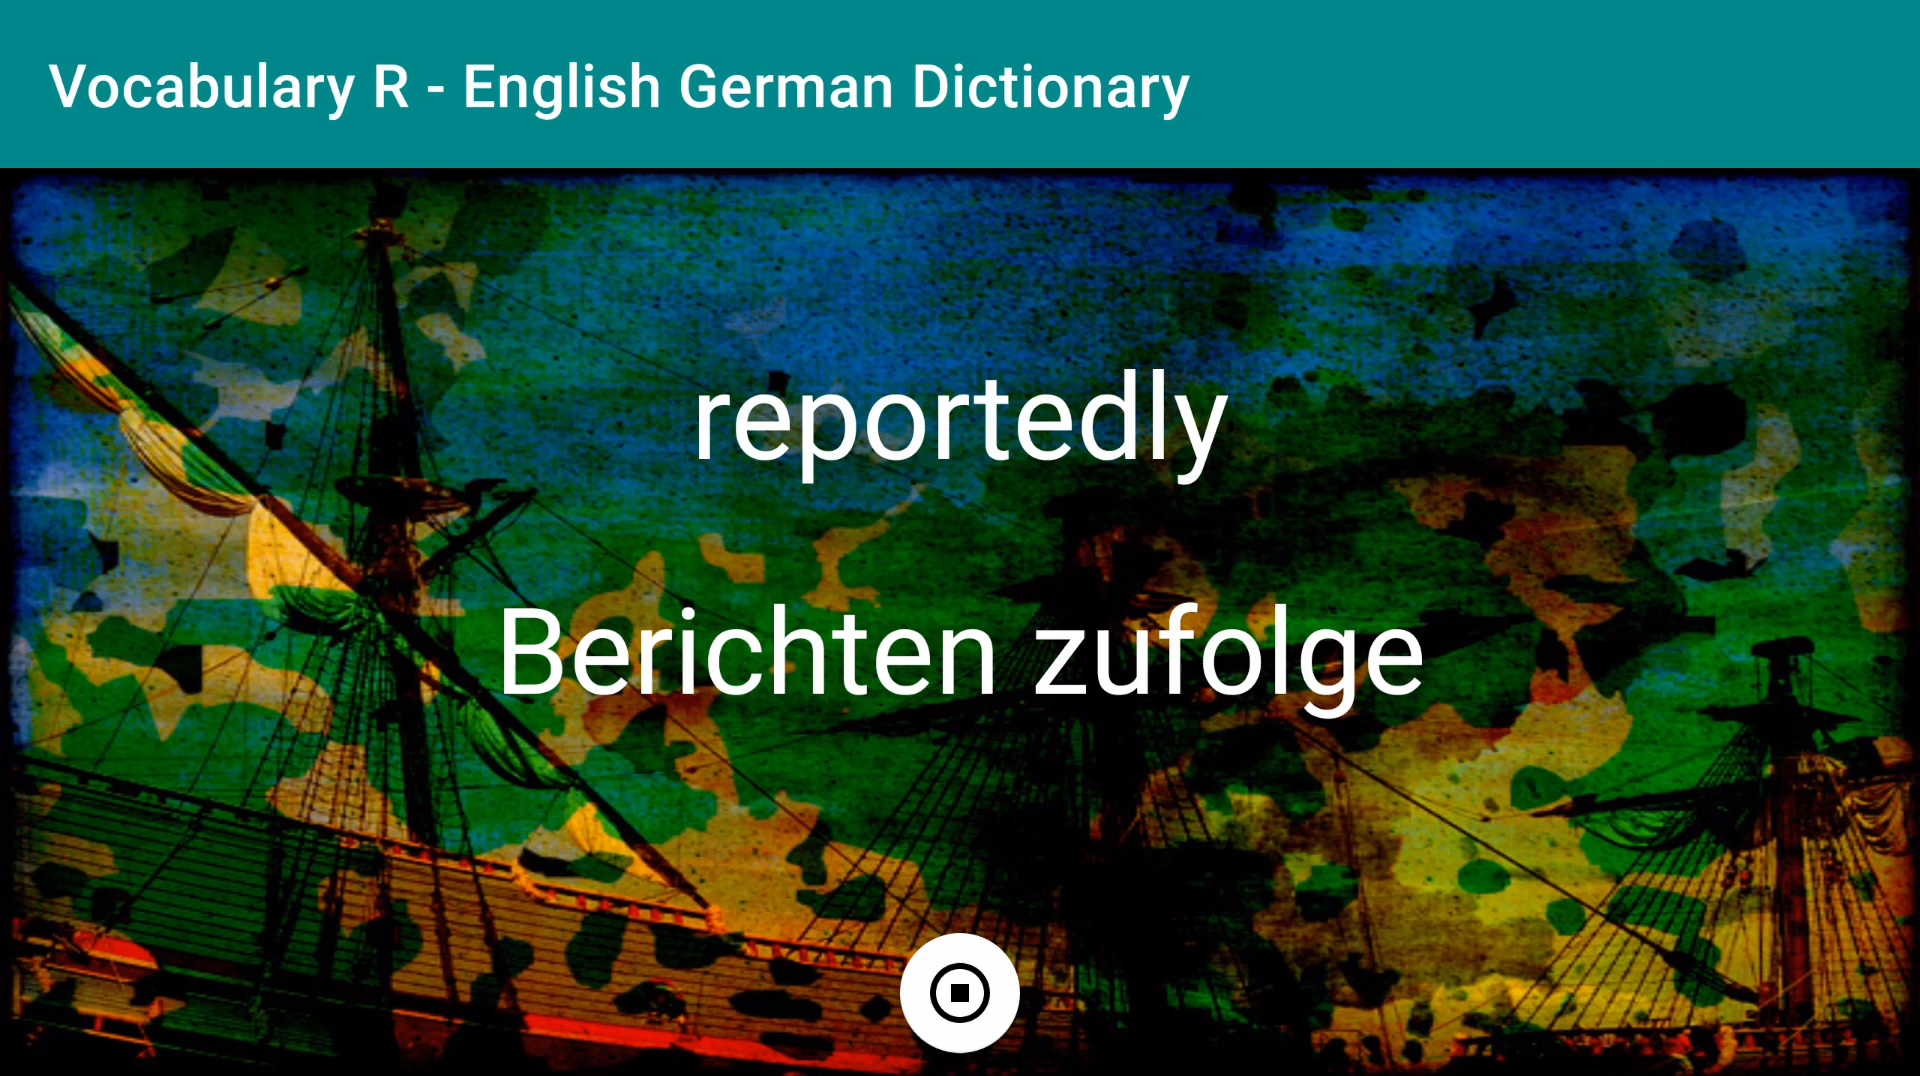 Vocabulary R - English German Dictionary
reportedly
Berichten zufolge